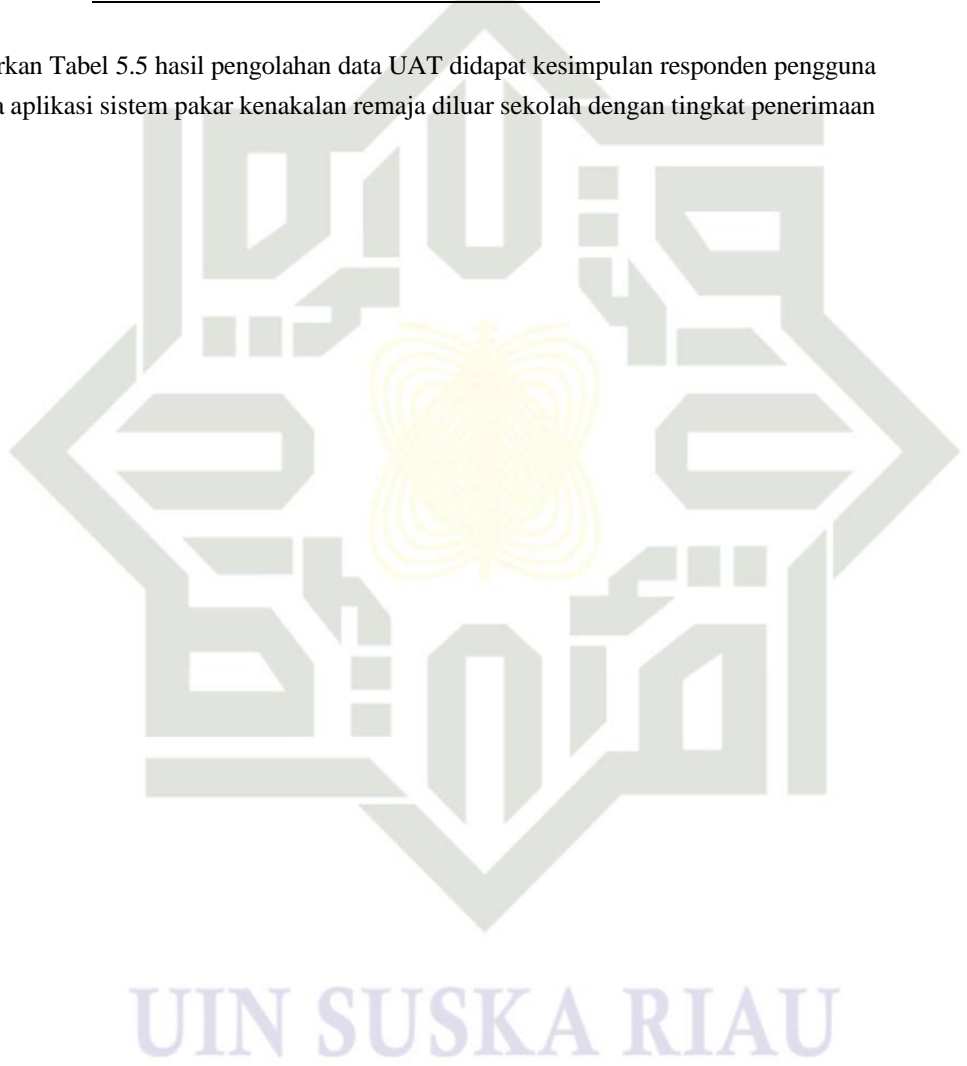 rkan Tabel 5.5 hasil pengolahan data UAT didapat kesimpulan responden pengguna
a aplikasi sistem pakar kenakalan remaja diluar sekolah dengan tingkat penerimaan
UIN SUSKA RIAU